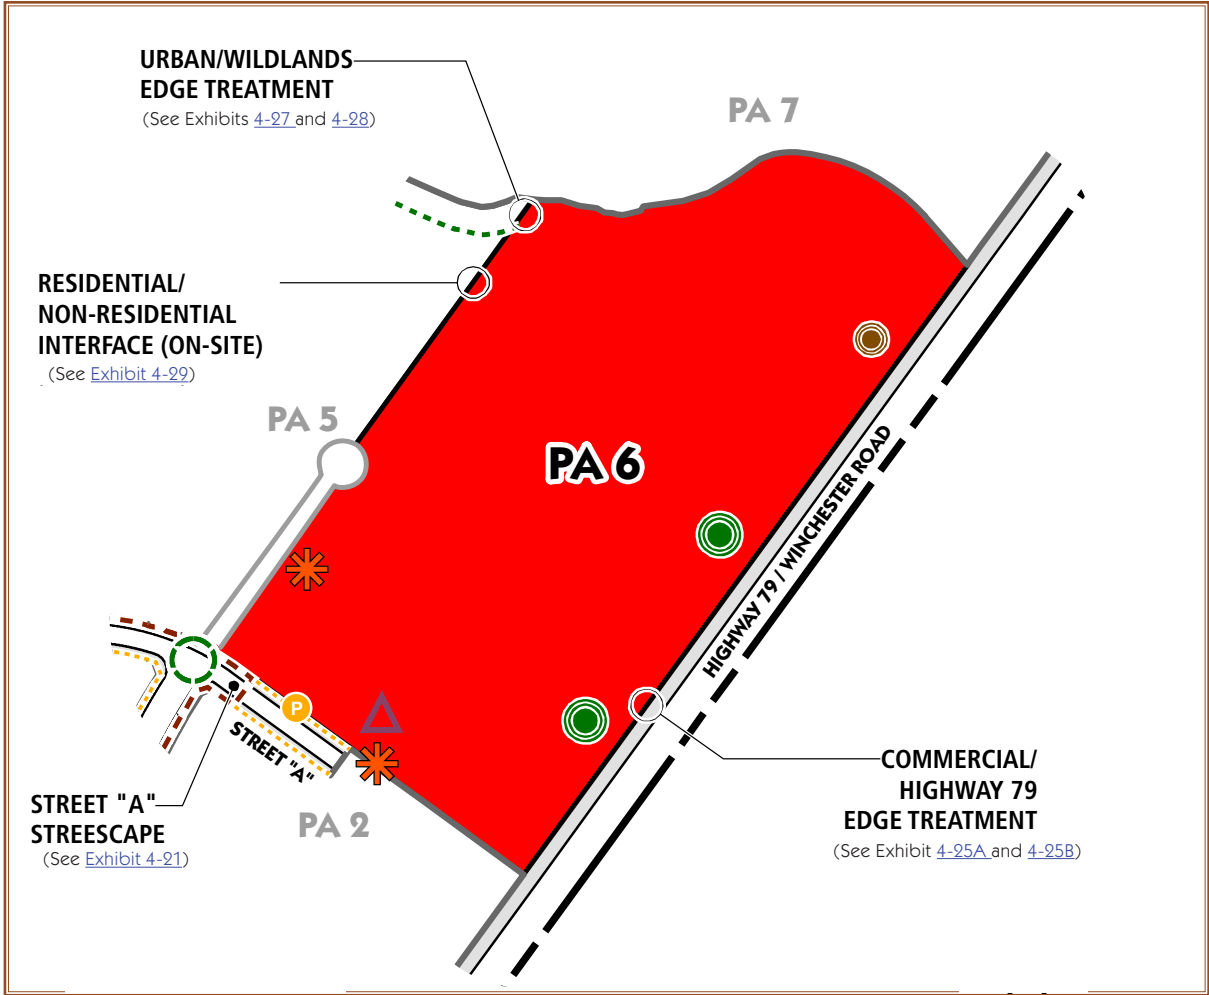 URBAN/WILDLANDS
EDGE TREATMENT
(See Exhibits 4-27 and 4-28)
PA 7
RESIDENTIAL/
NON-RESIDENTIAL
INTERFACE (ON-SITE)
(See Exhibit 4-29)
PA 5
PA 6
HIGHWAY 79 / WINCHESTER ROAD
P
STREET "A"
STREET "A"
STREESCAPE
(See Exhibit 4-21)
PA 2
COMMERCIAL/
HIGHWAY 79
EDGE TREATMENT
(See Exhibit 4-25A and 4-25B)